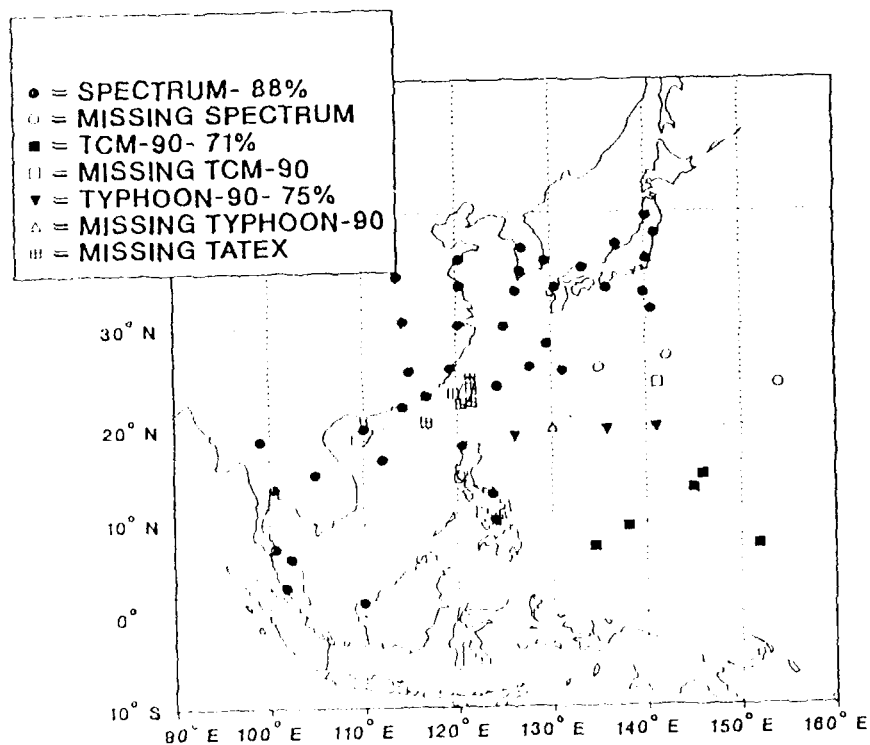 ● = SPECTRUM- 88%
○ = MISSING SPECTRUM
■ = TCM-90- 71%
□ = MISSING TCM-90
▼ = TYPHOON-90- 75%
△ = MISSING TYPHOON-90
⊞ = MISSING TATEX
30° N
20° N
10° N
0°
10° S
80° E 100° E 110° E 120° E 130° E 140° E 150° E 160° E